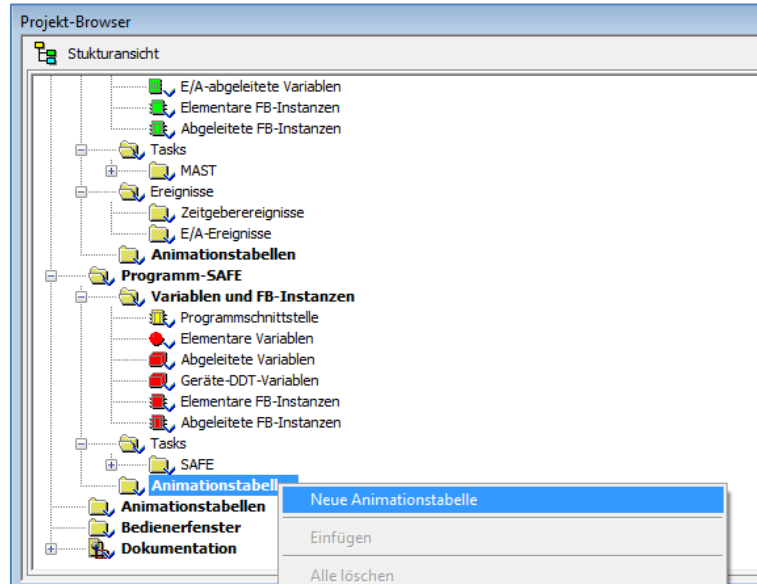 Projekt-Browser
Stukturansicht
E/A-abgeleitete Variablen
Elementare FB-Instanzen
Abgeleitete FB-Instanzen
Tasks
MAST
Ereignisse
Zeitgeberereignisse
E/A-Ereignisse
Animationstabellen
Programm-SAFE
Variablen und FB-Instanzen
Programmschnittstelle
Elementare Variablen
Abgeleitete Variablen
Geräte-DDT-Variablen
Elementare FB-Instanzen
Abgeleitete FB-Instanzen
Tasks
SAFE
Animationstabell
Neue Animationstabelle
Animationstabellen
Bedienerfenster
Einfügen
Dokumentation
Alle löschen